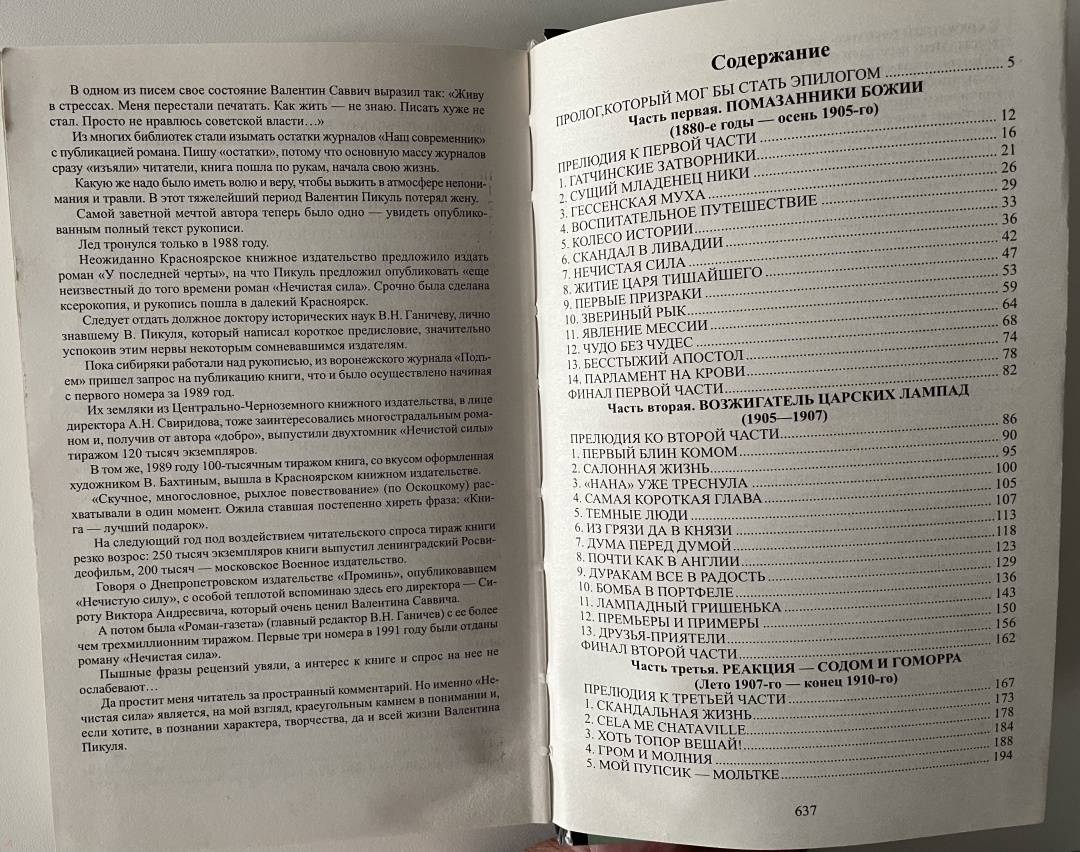 В одном из писем свое состояние Валентин Саввич выразил так: «Живу
в стрессах. Меня перестали печатать. Как жить — не знаю. Писать хуже не
стал. Просто не нравлюсь советской власти…»
Из многих библиотек стали изымать остатки журналов «Наш современник»
с публикацией романа. Пишу «остатки», потому что основную массу журналов
сразу «изъяли» читатели, книга пошла по рукам, начала свою жизнь.
Какую же надо было иметь волю и веру, чтобы выжить в атмосфере непони-
мания и травли. В этот тяжелейший период Валентин Пикуль потерял жену.
Самой заветной мечтой автора теперь было одно — увидеть опублико-
ванным полный текст рукописи.
Лед тронулся только в 1988 году.
Неожиданно Красноярское книжное издательство предложило издать
роман «У последней черты», на что Пикуль предложил опубликовать «еще
неизвестный до того времени роман «Нечистая сила». Срочно была сделана
ксерокопия, и рукопись пошла в далекий Красноярск.
Следует отдать должное доктору исторических наук В.Н. Ганичеву, лично
знавшему В. Пикуля, который написал короткое предисловие, значительно
успокоив этим нервы некоторым сомневавшимся издателям.
Пока сибиряки работали над рукописью, из воронежского журнала «Подъ-
ем» пришел запрос на публикацию книги, что и было осуществлено начиная
с первого номера за 1989 год.
Их земляки из Центрально-Черноземного книжного издательства, в лице
директора А.Н. Свиридова, тоже заинтересовались многострадальным рома-
ном и, получив от автора «добро», выпустили двухтомник «Нечистой силы»
тиражом 120 тысяч экземпляров.
В том же, 1989 году 100-тысячным тиражом книга, со вкусом оформленная
художником В. Бахтиным, вышла в Красноярском книжном издательстве.
«Скучное, многословное, рыхлое повествование» (по Оскоцкому) рас-
хватывали в один момент. Ожила ставшая постепенно хиреть фраза: «Кни-
га — лучший подарок».
На следующий год под воздействием читательского спроса тираж книги
резко возрос: 250 тысяч экземпляров книги выпустил ленинградский Росви-
деофильм, 200 тысяч — московское Военное издательство.
Говоря о Днепропетровском издательстве «Проминь», опубликовавшем
«Нечистую силу», с особой теплотой вспоминаю здесь его директора — Си-
роту Виктора Андреевича, который очень ценил Валентина Саввича.
А потом была «Роман-газета» (главный редактор В.Н. Ганичев) с ее более
чем трехмиллионным тиражом. Первые три номера в 1991 году были отданы
роману «Нечистая сила».
Пышные фразы рецензий увяли, а интерес к книге и спрос на нее не
ослабевают…
Да простит меня читатель за пространный комментарий. Но именно «Не-
чистая сила» является, на мой взгляд, краеугольным камнем в понимании и,
если хотите, в познании характера, творчества, да и всей жизни Валентина
Пикуля.
Содержание
ПРОЛОГ,КОТОРЫЙ МОГ БЫ СТАТЬ ЭПИЛОГОМ ..... 5
Часть первая. ПОМАЗАННИКИ БОЖИИ
(1880-е годы — осень 1905-го)
ПРЕЛЮДИЯ К ПЕРВОЙ ЧАСТИ ..... 12
1. ГАТЧИНСКИЕ ЗАТВОРНИКИ ..... 16
2. СУЩИЙ МЛАДЕНЕЦ НИКИ ..... 21
3. ГЕССЕНСКАЯ МУХА ..... 26
4. ВОСПИТАТЕЛЬНОЕ ПУТЕШЕСТВИЕ ..... 29
5. КОЛЕСО ИСТОРИИ ..... 33
6. СКАНДАЛ В ЛИВАДИИ ..... 36
7. НЕЧИСТАЯ СИЛА ..... 42
8. ЖИТИЕ ЦАРЯ ТИШАЙШЕГО ..... 47
9. ПЕРВЫЕ ПРИЗРАКИ ..... 53
10. ЗВЕРИНЫЙ РЫК ..... 59
11. ЯВЛЕНИЕ МЕССИИ ..... 64
12. ЧУДО БЕЗ ЧУДЕС ..... 68
13. БЕССТЫЖИЙ АПОСТОЛ ..... 74
14. ПАРЛАМЕНТ НА КРОВИ ..... 78
ФИНАЛ ПЕРВОЙ ЧАСТИ ..... 82
Часть вторая. ВОЗЖИГАТЕЛЬ ЦАРСКИХ ЛАМПАД
(1905—1907)
ПРЕЛЮДИЯ КО ВТОРОЙ ЧАСТИ ..... 86
1. ПЕРВЫЙ БЛИН КОМОМ ..... 90
2. САЛОННАЯ ЖИЗНЬ ..... 95
3. «НАНА» УЖЕ ТРЕСНУЛА ..... 100
4. САМАЯ КОРОТКАЯ ГЛАВА ..... 105
5. ТЕМНЫЕ ЛЮДИ ..... 107
6. ИЗ ГРЯЗИ ДА В КНЯЗИ ..... 113
7. ДУМА ПЕРЕД ДУМОЙ ..... 118
8. ПОЧТИ КАК В АНГЛИИ ..... 123
9. ДУРАКАМ ВСЕ В РАДОСТЬ ..... 129
10. БОМБА В ПОРТФЕЛЕ ..... 136
11. ЛАМПАДНЫЙ ГРИШЕНЬКА ..... 143
12. ПРЕМЬЕРЫ И ПРИМЕРЫ ..... 150
13. ДРУЗЬЯ-ПРИЯТЕЛИ ..... 156
ФИНАЛ ВТОРОЙ ЧАСТИ ..... 162
Часть третья. РЕАКЦИЯ — СОДОМ И ГОМОРРА
(Лето 1907-го — конец 1910-го)
ПРЕЛЮДИЯ К ТРЕТЬЕЙ ЧАСТИ ..... 167
1. СКАНДАЛЬНАЯ ЖИЗНЬ ..... 173
2. CELA ME CHATAVILLE ..... 178
3. ХОТЬ ТОПОР ВЕШАЙ! ..... 184
4. ГРОМ И МОЛНИЯ ..... 188
5. МОЙ ПУПСИК — МОЛЬТКЕ ..... 194
637